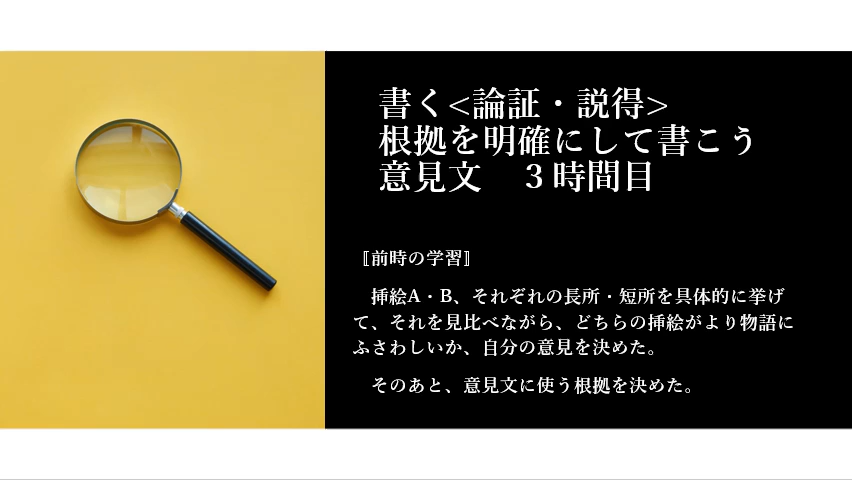 書く<論証・説得>
根拠を明確にして書こう
意見文　３時間目
〚前時の学習〛
　挿絵A・B、それぞれの長所・短所を具体的に挙げ
て、それを見比べながら、どちらの挿絵がより物語に
ふさわしいか、自分の意見を決めた。
　そのあと、意見文に使う根拠を決めた。